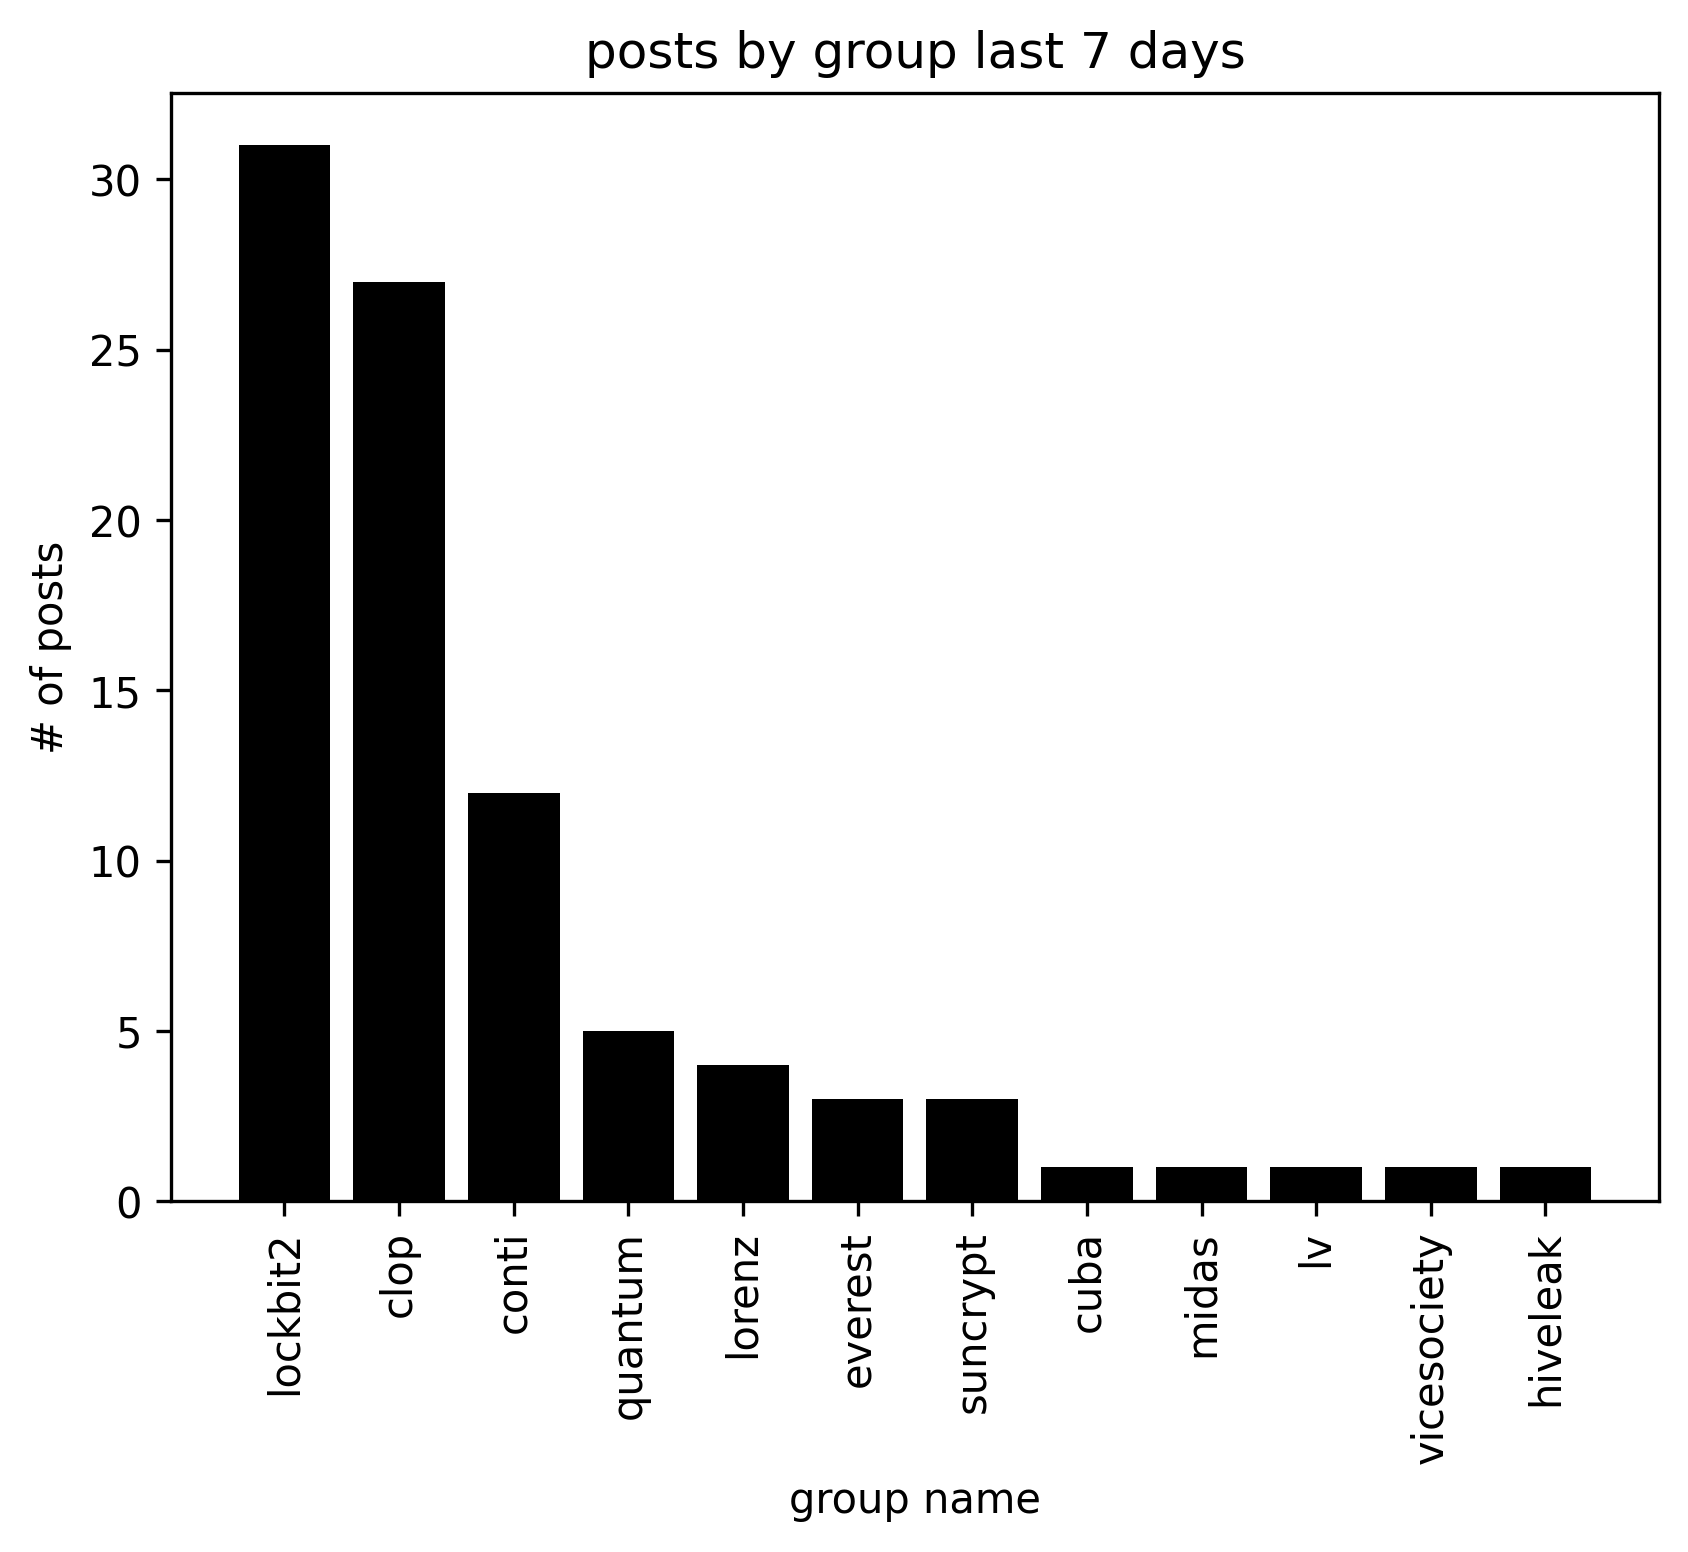 posts by group last 7 days
30
25
20
15
10
5
0
# of posts
lockbit2
clop
conti
quantum
lorenz
everest
suncrypt
cuba
midas
lv
vicesociety
hiveleak
group name